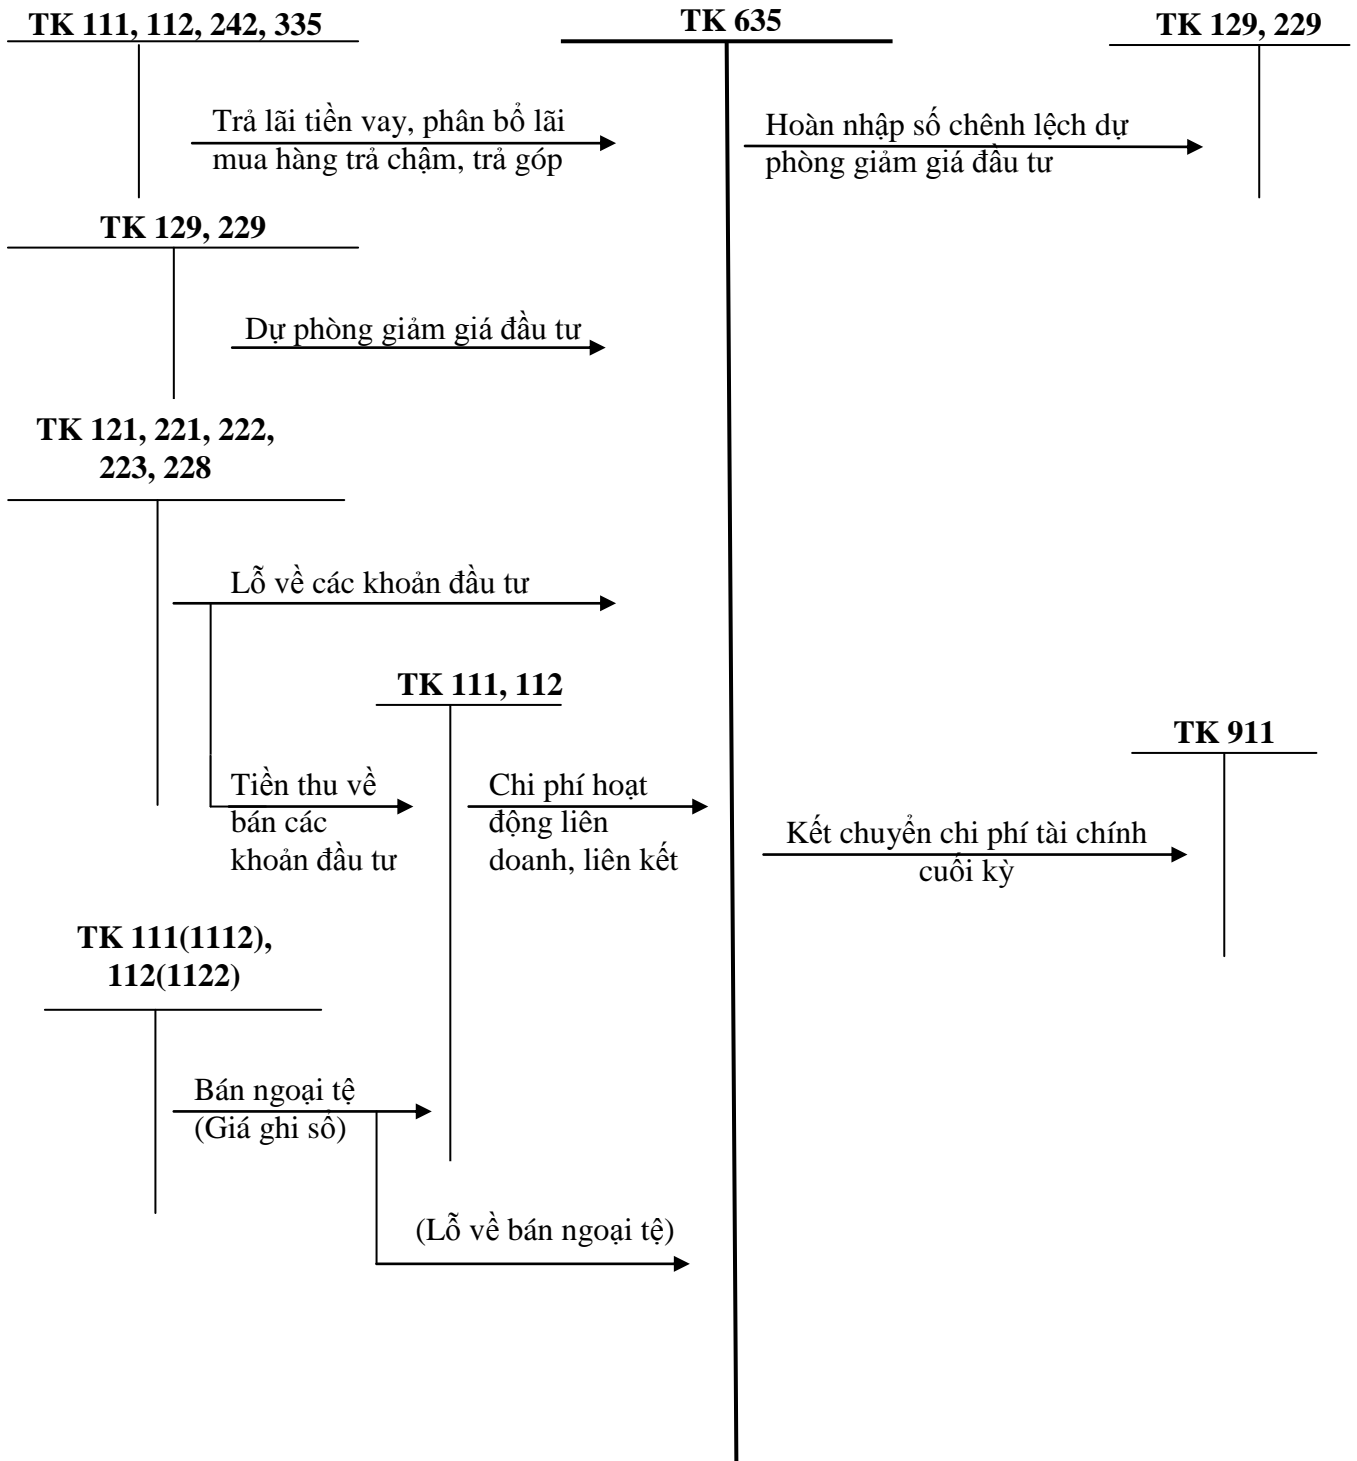 TK 111, 112, 242, 335
TK 635
TK 129, 229
Trả lãi tiền vay, phân bổ lãi
mua hàng trả chậm, trả góp
Hoàn nhập số chênh lệch dự
phòng giảm giá đầu tư
TK 129, 229
Dự phòng giảm giá đầu tư
TK 121, 221, 222,
223, 228
Lỗ về các khoản đầu tư
TK 111, 112
TK 911
Tiền thu về
bán các
khoản đầu tư
Chi phí hoạt
động liên
doanh, liên kết
Kết chuyển chi phí tài chính
cuối kỳ
TK 111(1112),
112(1122)
Bán ngoại tệ
(Giá ghi sổ)
(Lỗ về bán ngoại tệ)